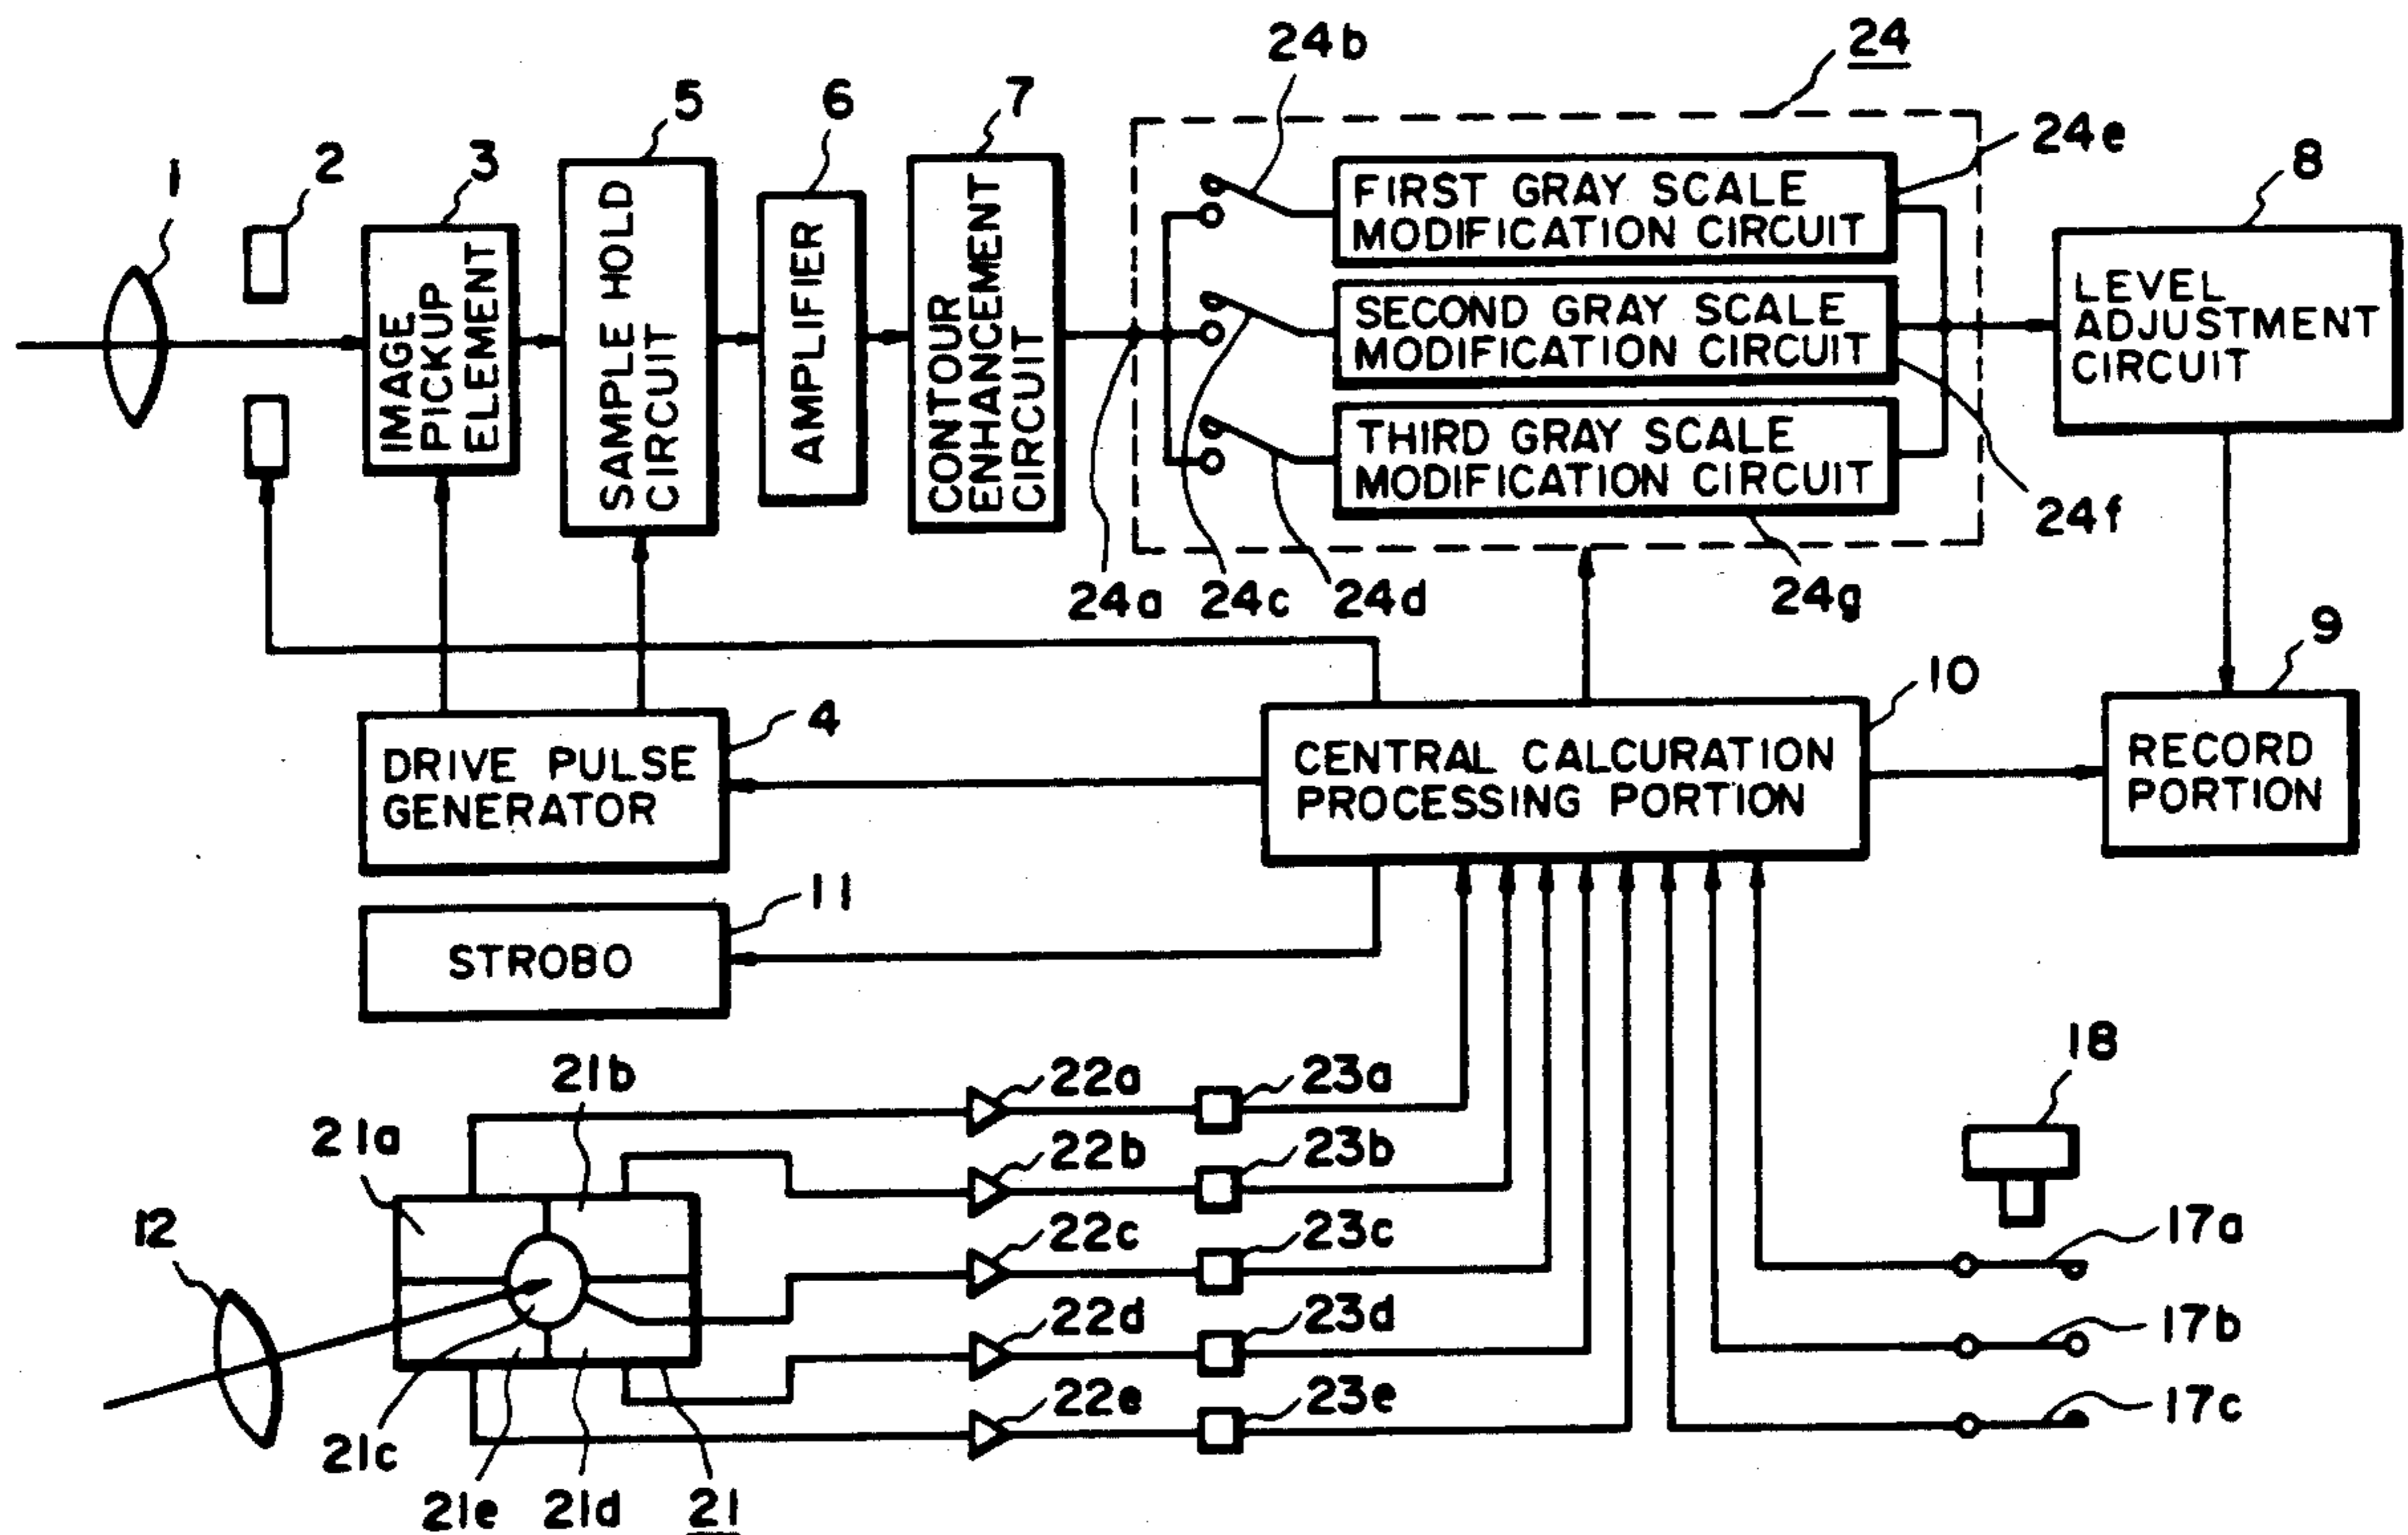 24b
24
5
6
7
24e
8
1
2
3
FIRST GRAY SCALE
MODIFICATION CIRCUIT
SECOND GRAY SCALE
MODIFICATION CIRCUIT
THIRD GRAY SCALE
MODIFICATION CIRCUIT
LEVEL
ADJUSTMENT
CIRCUIT
IMAGE
PICKUP
ELEMENT
SAMPLE HOLD
CIRCUIT
AMPLIFIER
CONTOUR
ENHANCEMENT
CIRCUIT
24f
24a
24c
24d
24g
9
10
4
DRIVE PULSE
GENERATOR
CENTRAL CALCURATION
PROCESSING PORTION
RECORD
PORTION
11
STROBO
18
21b
22a
23a
21a
22b
23b
12
22c
23c
17a
22d
23d
17b
22e
23e
17c
21c
21e
21d
21